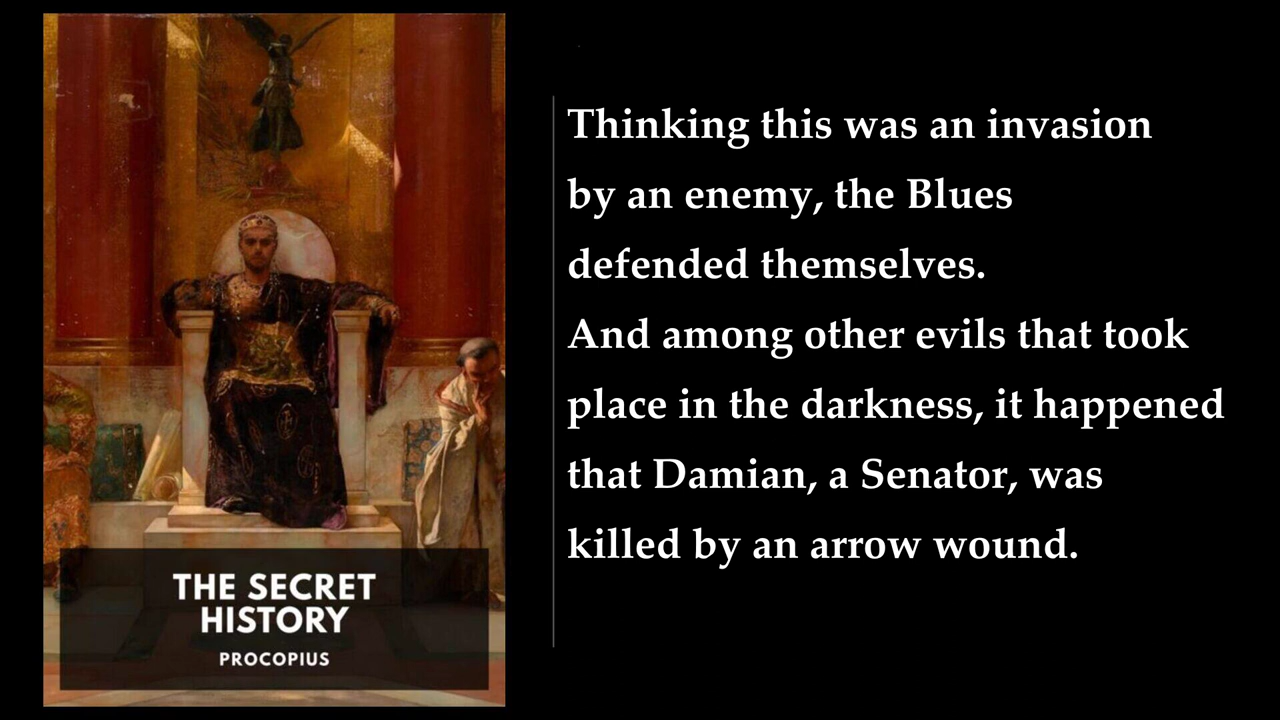 THE SECRET
HISTORY
PROCOPIUS
Thinking this was an invasion
by an enemy, the Blues
defended themselves.
And among other evils that took
place in the darkness, it happened
that Damian, a Senator, was
killed by an arrow wound.